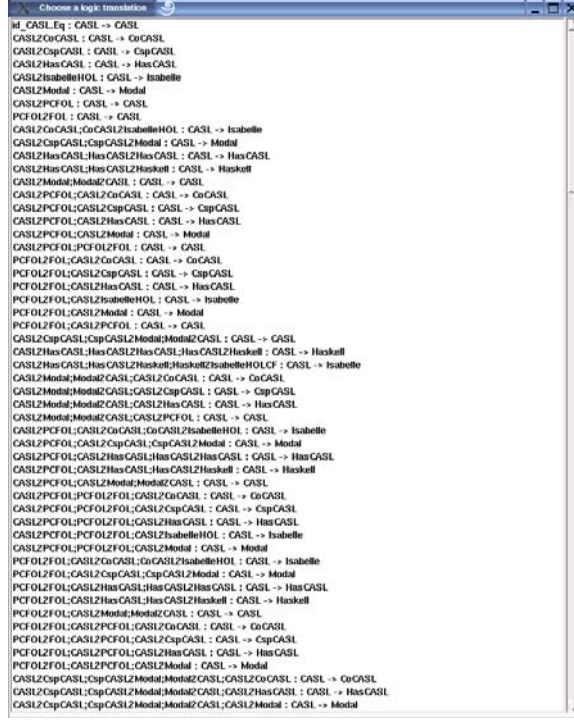 Choose a logic translation
id_CASL.Eq : CASL -> CASL
CASL2CoCASL : CASL -> CoCASL
CASL2CspCASL : CASL -> CspCASL
CASL2HasCASL : CASL -> HasCASL
CASL2IsabelleHOL : CASL -> Isabelle
CASL2Modal : CASL -> Modal
CASL2PCFOL : CASL -> CASL
PCFOL2FOL : CASL -> CASL
CASL2CoCASL;CoCASL2IsabelleHOL : CASL -> Isabelle
CASL2CspCASL;CspCASL2Modal : CASL -> Modal
CASL2HasCASL;HasCASL2HasCASL : CASL -> HasCASL
CASL2HasCASL;HasCASL2Haskell : CASL -> Haskell
CASL2Modal;Modal2CASL : CASL -> CASL
CASL2PCFOL;CASL2CoCASL : CASL -> CoCASL
CASL2PCFOL;CASL2CspCASL : CASL -> CspCASL
CASL2PCFOL;CASL2HasCASL : CASL -> HasCASL
CASL2PCFOL;CASL2Modal : CASL -> Modal
CASL2PCFOL;PCFOL2FOL : CASL -> CASL
PCFOL2FOL;CASL2CoCASL : CASL -> CoCASL
PCFOL2FOL;CASL2CspCASL : CASL -> CspCASL
PCFOL2FOL;CASL2HasCASL : CASL -> HasCASL
PCFOL2FOL;CASL2IsabelleHOL : CASL -> Isabelle
PCFOL2FOL;CASL2Modal : CASL -> Modal
PCFOL2FOL;CASL2PCFOL : CASL -> CASL
CASL2CspCASL;CspCASL2Modal;Modal2CASL : CASL -> CASL
CASL2HasCASL;HasCASL2HasCASL;HasCASL2Haskell : CASL -> Haskell
CASL2HasCASL;HasCASL2Haskell;Haskell2IsabelleHOLCF : CASL -> Isabelle
CASL2Modal;Modal2CASL;CASL2CoCASL : CASL -> CoCASL
CASL2Modal;Modal2CASL;CASL2CspCASL : CASL -> CspCASL
CASL2Modal;Modal2CASL;CASL2HasCASL : CASL -> HasCASL
CASL2Modal;Modal2CASL;CASL2PCFOL : CASL -> CASL
CASL2PCFOL;CASL2CoCASL;CoCASL2IsabelleHOL : CASL -> Isabelle
CASL2PCFOL;CASL2CspCASL;CspCASL2Modal : CASL -> Modal
CASL2PCFOL;CASL2HasCASL;HasCASL2HasCASL : CASL -> HasCASL
CASL2PCFOL;CASL2HasCASL;HasCASL2Haskell : CASL -> Haskell
CASL2PCFOL;CASL2Modal;Modal2CASL : CASL -> CASL
CASL2PCFOL;PCFOL2FOL;CASL2CoCASL : CASL -> CoCASL
CASL2PCFOL;PCFOL2FOL;CASL2CspCASL : CASL -> CspCASL
CASL2PCFOL;PCFOL2FOL;CASL2HasCASL : CASL -> HasCASL
CASL2PCFOL;PCFOL2FOL;CASL2IsabelleHOL : CASL -> Isabelle
CASL2PCFOL;PCFOL2FOL;CASL2Modal : CASL -> Modal
PCFOL2FOL;CASL2CoCASL;CoCASL2IsabelleHOL : CASL -> Isabelle
PCFOL2FOL;CASL2CspCASL;CspCASL2Modal : CASL -> Modal
PCFOL2FOL;CASL2HasCASL;HasCASL2HasCASL : CASL -> HasCASL
PCFOL2FOL;CASL2HasCASL;HasCASL2Haskell : CASL -> Haskell
PCFOL2FOL;CASL2Modal;Modal2CASL : CASL -> CASL
PCFOL2FOL;CASL2PCFOL;CASL2CoCASL : CASL -> CoCASL
PCFOL2FOL;CASL2PCFOL;CASL2CspCASL : CASL -> CspCASL
PCFOL2FOL;CASL2PCFOL;CASL2HasCASL : CASL -> HasCASL
PCFOL2FOL;CASL2PCFOL;CASL2Modal : CASL -> Modal
CASL2CspCASL;CspCASL2Modal;Modal2CASL;CASL2CoCASL : CASL -> CoCASL
CASL2CspCASL;CspCASL2Modal;Modal2CASL;CASL2HasCASL : CASL -> HasCASL
CASL2CspCASL;CspCASL2Modal;Modal2CASL;CASL2Modal : CASL -> Modal